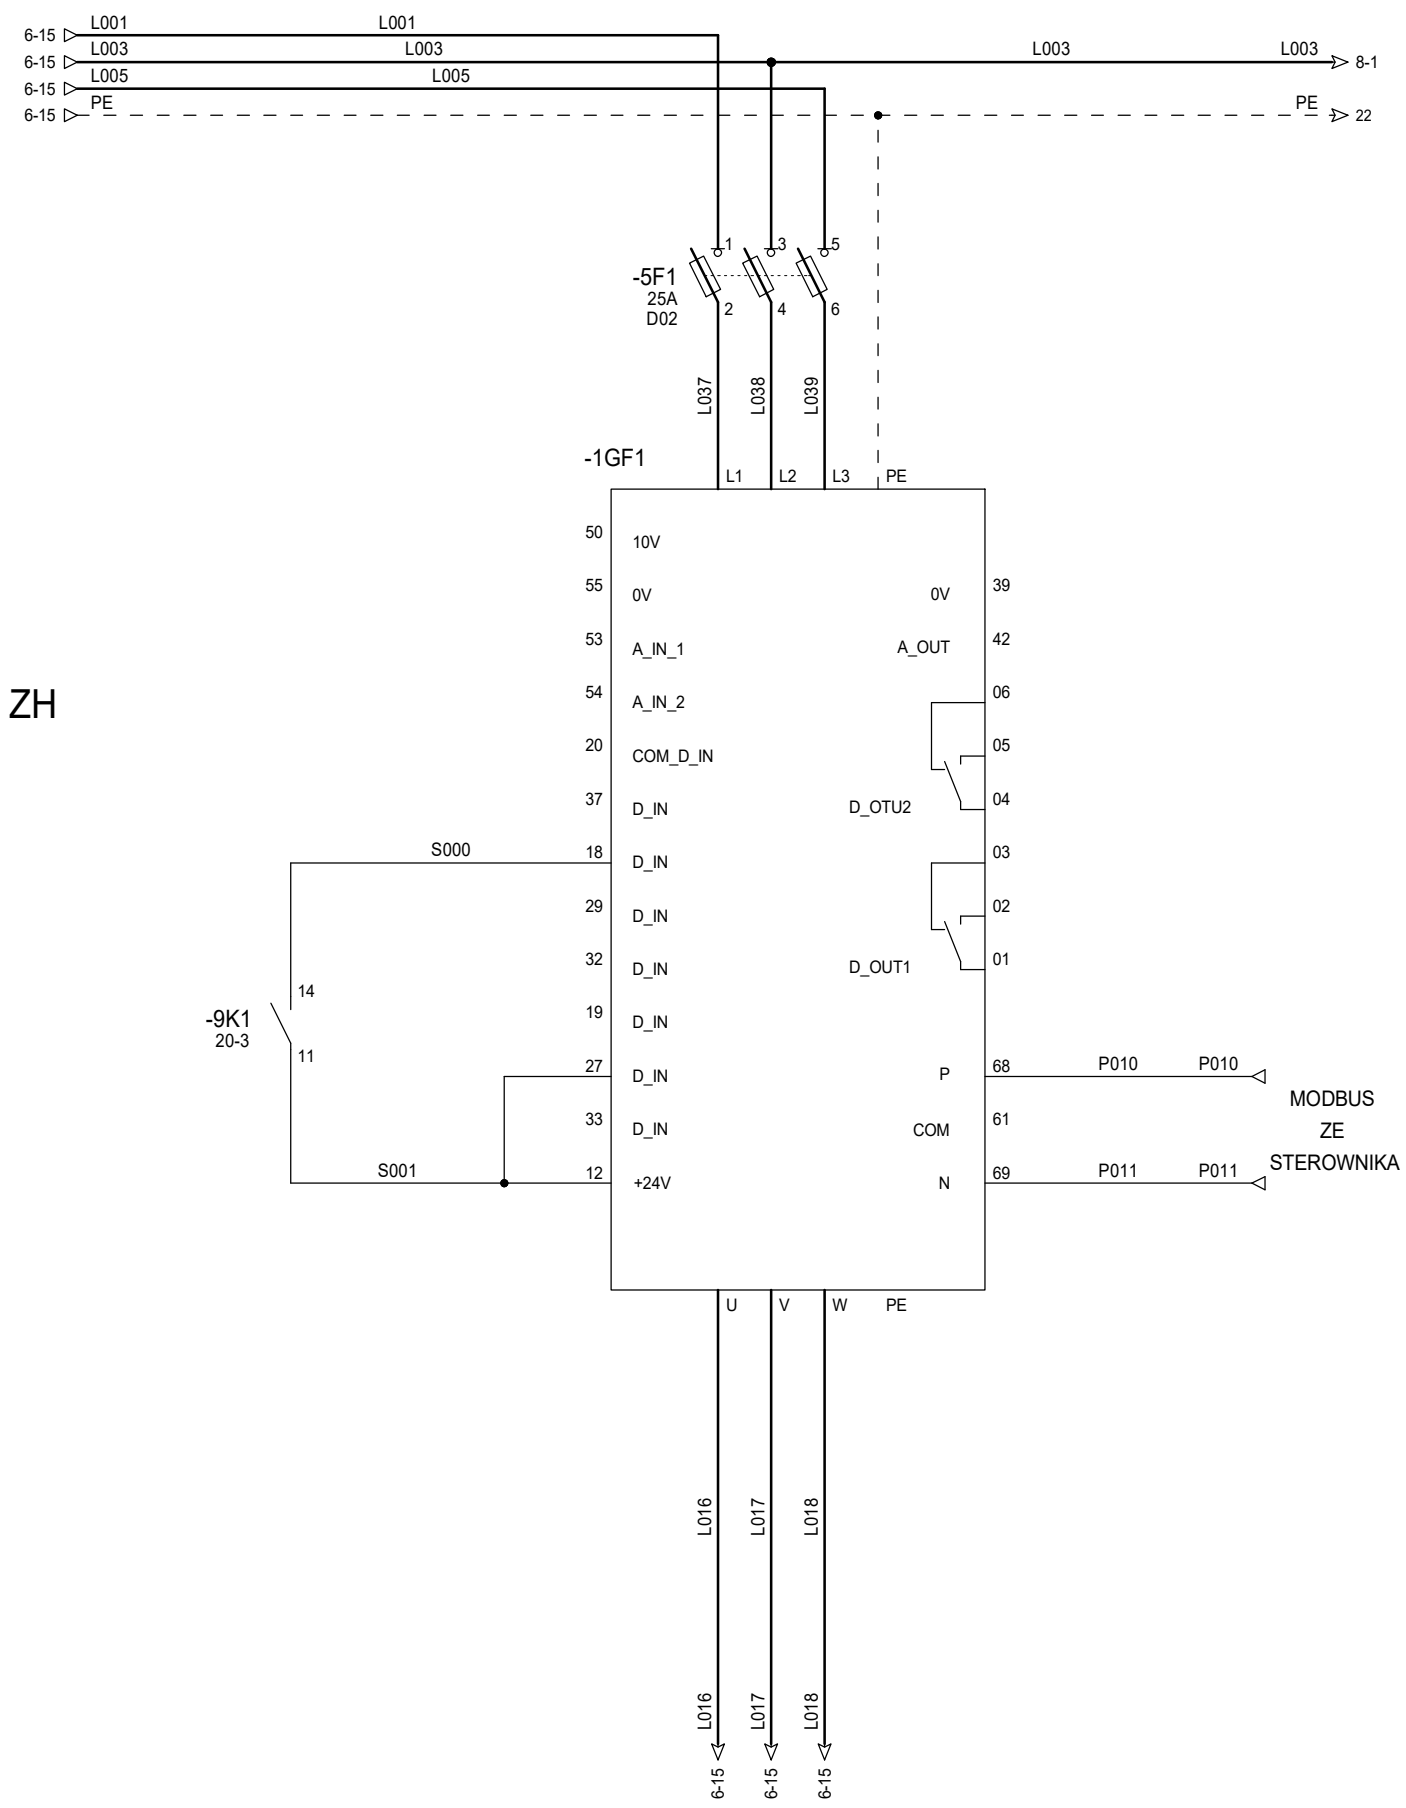 6-15 L001 L001
6-15 L003 L003 L003 L003 8-1
6-15 L005 L005
6-15 PE PE 22
1 3 5
-5F1
25A
D02
2 4 6
L037 L038 L039
-1GF1
L1 L2 L3 PE
50 10V
55 0V 0V 39
53 A_IN_1 A_OUT 42
54 A_IN_2 06
ZH
20 COM_D_IN 05
37 D_IN D_OTU2 04
S000 18 D_IN 03
29 D_IN 02
32 D_IN D_OUT1 01
14
-9K1
20-3
11
19 D_IN
27 D_IN P 68 P010 P010
33 D_IN COM 61
MODBUS
ZE
STEROWNIKA
S001 12 +24V N 69 P011 P011
U V W PE
L016 L017 L018
L016 L017 L018
6-15 6-15 6-15